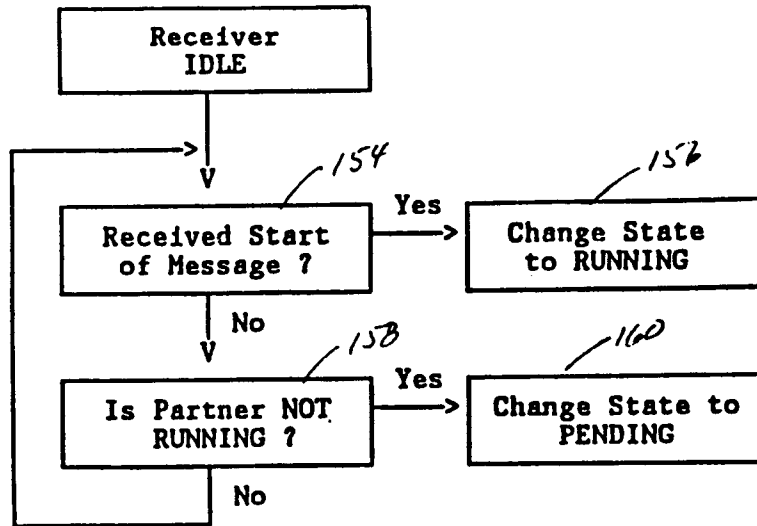 Receiver
IDLE
154
156
Received Start
of Message ?
Yes
Change State
to RUNNING
No
158
160
Is Partner NOT
RUNNING ?
Yes
Change State to
PENDING
No